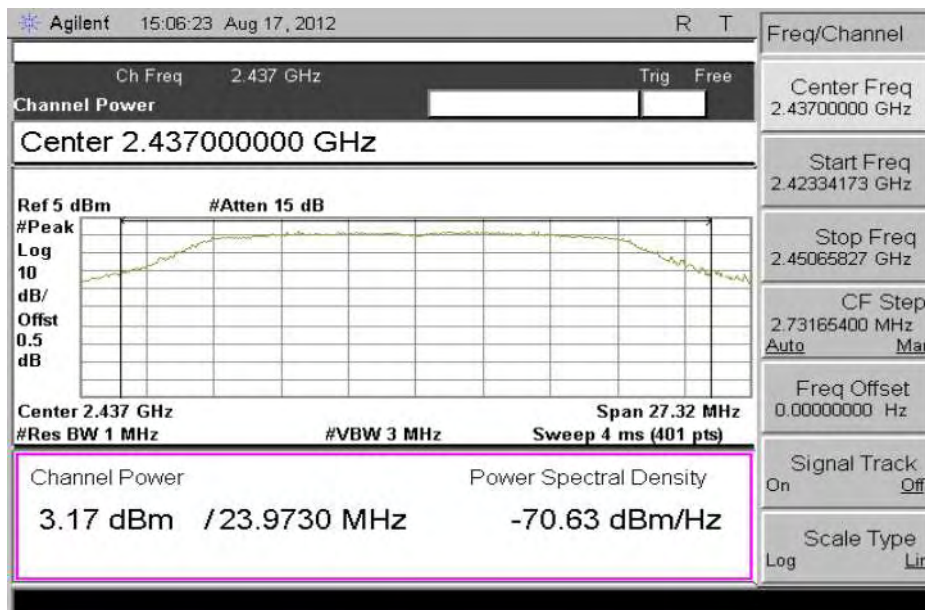 Agilent 15:06:23 Aug 17, 2012 R T
Ch Freq 2.437 GHz Trig Free
Channel Power
Center 2.437000000 GHz
Ref 5 dBm #Atten 15 dB
#Peak
Log
10
dB/
Offst
0.5
dB
Center 2.437 GHz Span 27.32 MHz
#Res BW 1 MHz #VBW 3 MHz Sweep 4 ms (401 pts)
Channel Power Power Spectral Density
3.17 dBm /23.9730 MHz -70.63 dBm/Hz
Freq/Channel
Center Freq
2.43700000 GHz
Start Freq
2.42334173 GHz
Stop Freq
2.45065827 GHz
CF Step
2.73165400 MHz
Auto Ma
Freq Offset
0.00000000 Hz
Signal Track
On Off
Scale Type
Log Lin